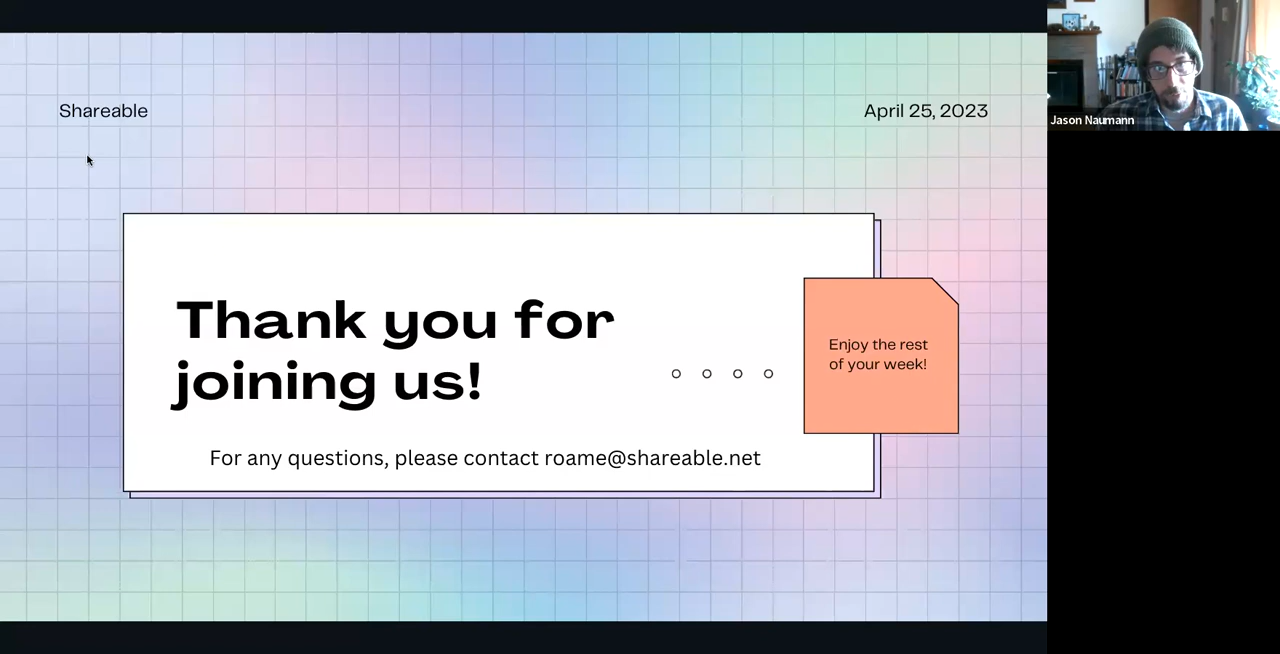 Shareable
April 25, 2023
Thank you for
joining us!
Enjoy the rest
of your week!
For any questions, please contact roame@shareable.net
Jason Naumann